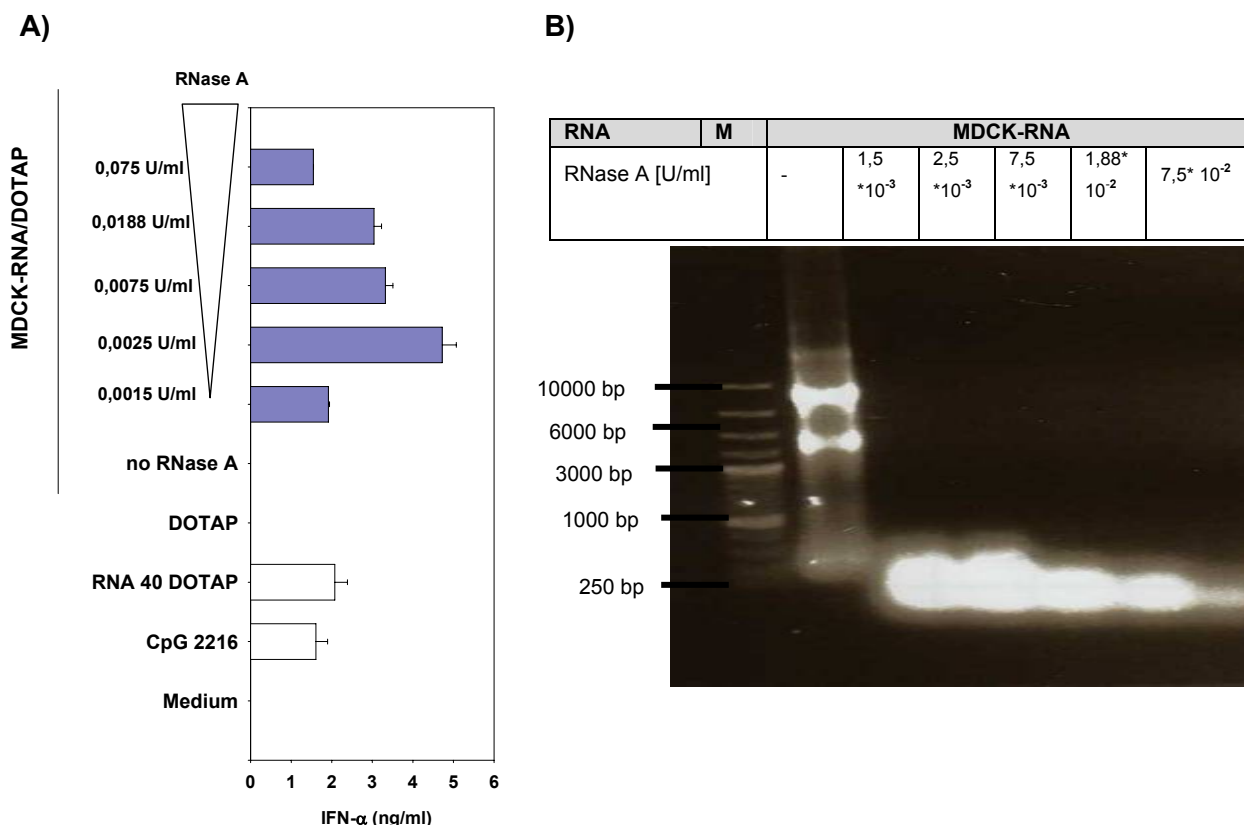 A)
RNase A
MDCK-RNA/DOTAP
0,075 U/ml
0,0188 U/ml
0,0075 U/ml
0,0025 U/ml
0,0015 U/ml
no RNase A
DOTAP
RNA 40 DOTAP
CpG 2216
Medium
0 1 2 3 4 5 6
IFN-α (ng/ml)
B)
RNA M MDCK-RNA
RNase A [U/ml] - 1,5 *10⁻³ 2,5 *10⁻³ 7,5 *10⁻³ 1,88* 10⁻² 7,5* 10⁻²
10000 bp
6000 bp
3000 bp
1000 bp
250 bp